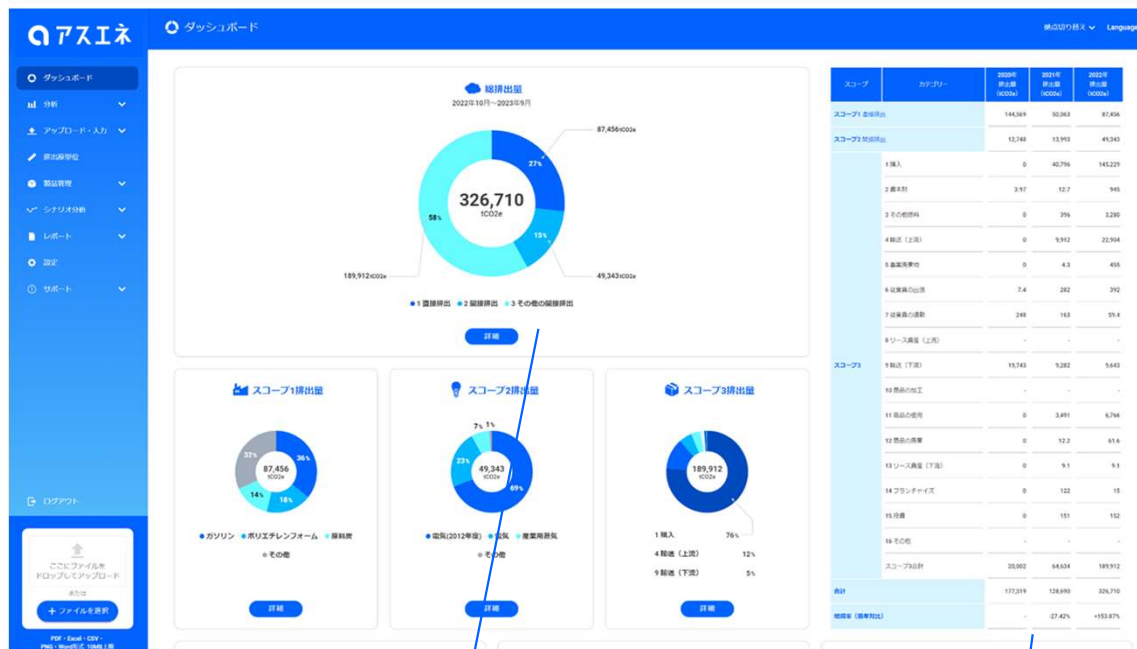 アスエネ
ダッシュボード
拠点切り替え Language
ダッシュボード
分析
アップロード・入力
排出原単位
製品管理
シナリオ分析
レポート
設定
サポート
ログアウト
ここにファイルを
ドロップしてアップロード
または
+ ファイルを選択
PDF・Excel・CSV・
PNG・Word形式, 10MB上限
総排出量
2022年10月~2023年9月
87,456tCO2e
27%
326,710
tCO2e
58%
15%
189,912tCO2e
49,343tCO2e
1 直接排出 2 間接排出 3 その他の間接排出
詳細
スコープ1排出量
32%
36%
87,456
tCO2e
14%
18%
ガソリン ポリエチレンフォーム 原料炭
その他
詳細
スコープ2排出量
7% 1%
23%
49,343
tCO2e
69%
電気(2012年度) 電気 産業用蒸気
その他
詳細
スコープ3排出量
189,912
tCO2e
1 購入 76%
4 輸送(上流) 12%
9 輸送(下流) 5%
詳細
スコープ カテゴリー 2020年排出量(tCO2e) 2021年排出量(tCO2e) 2022年排出量(tCO2e)
スコープ1 直接排出 144,569 50,063 87,456
スコープ2 間接排出 12,748 13,993 49,343
スコープ3
1 購入 0 40,796 145,229
2 資本財 3.97 12.7 945
3 その他燃料 0 396 3,280
4 輸送(上流) 0 9,912 22,904
5 事業廃棄物 0 4.3 455
6 従業員の出張 7.4 282 392
7 従業員の通勤 248 163 59.4
8 リース資産(上流) - - -
9 輸送(下流) 19,743 9,282 9,643
10 商品の加工 - - -
11 商品の使用 0 3,491 6,766
12 商品の廃棄 0 12.2 61.6
13 リース資産(下流) 0 9.1 9.1
14 フランチャイズ 0 122 15
15 投資 0 151 152
16 その他 - - -
スコープ3合計 20,002 64,634 189,912
合計 177,319 128,690 326,710
増減率(前年対比) - -27.42% +153.87%